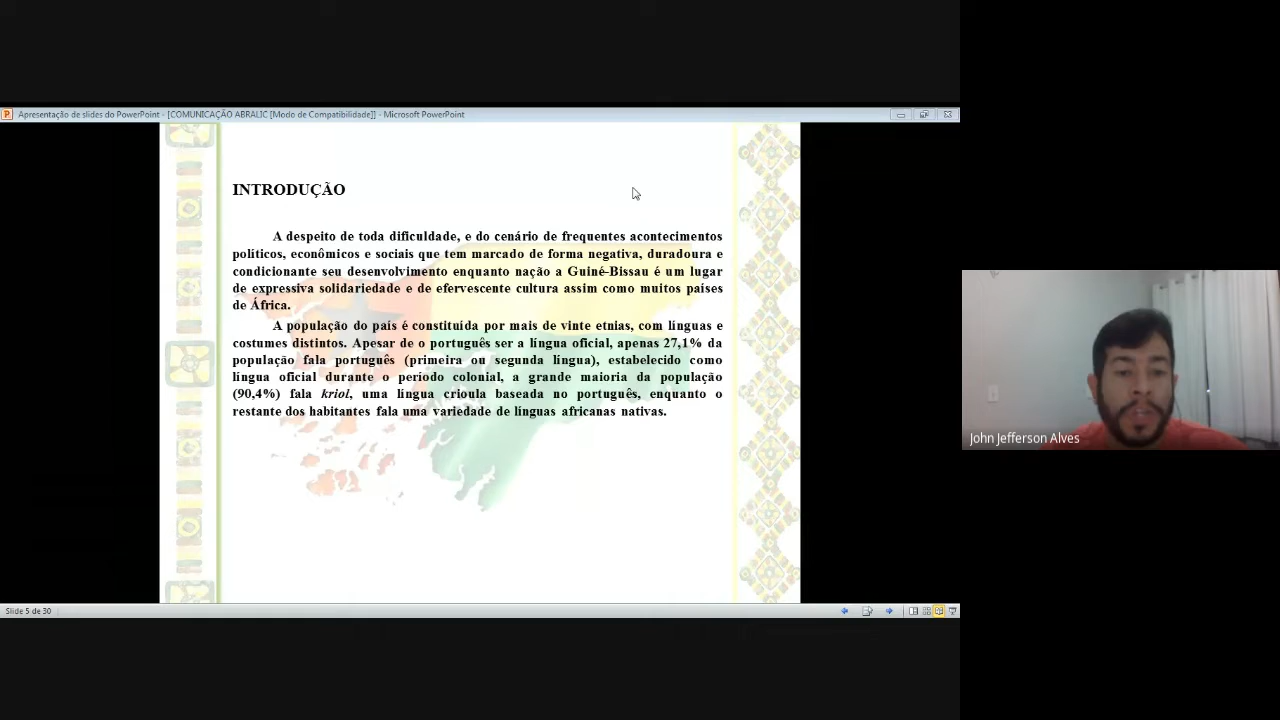 Apresentação de slides do PowerPoint - [COMUNICAÇÃO ABRALIC [Modo de Compatibilidade]] - Microsoft PowerPoint
INTRODUÇÃO
A despeito de toda dificuldade, e do cenário de frequentes acontecimentos
políticos, econômicos e sociais que tem marcado de forma negativa, duradoura e
condicionante seu desenvolvimento enquanto nação a Guiné-Bissau é um lugar
de expressiva solidariedade e de efervescente cultura assim como muitos países
de África.
A população do país é constituída por mais de vinte etnias, com línguas e
costumes distintos. Apesar de o português ser a língua oficial, apenas 27,1% da
população fala português (primeira ou segunda língua), estabelecido como
língua oficial durante o período colonial, a grande maioria da população
(90,4%) fala kriol, uma língua crioula baseada no português, enquanto o
restante dos habitantes fala uma variedade de línguas africanas nativas.
John Jefferson Alves
Slide 5 de 30